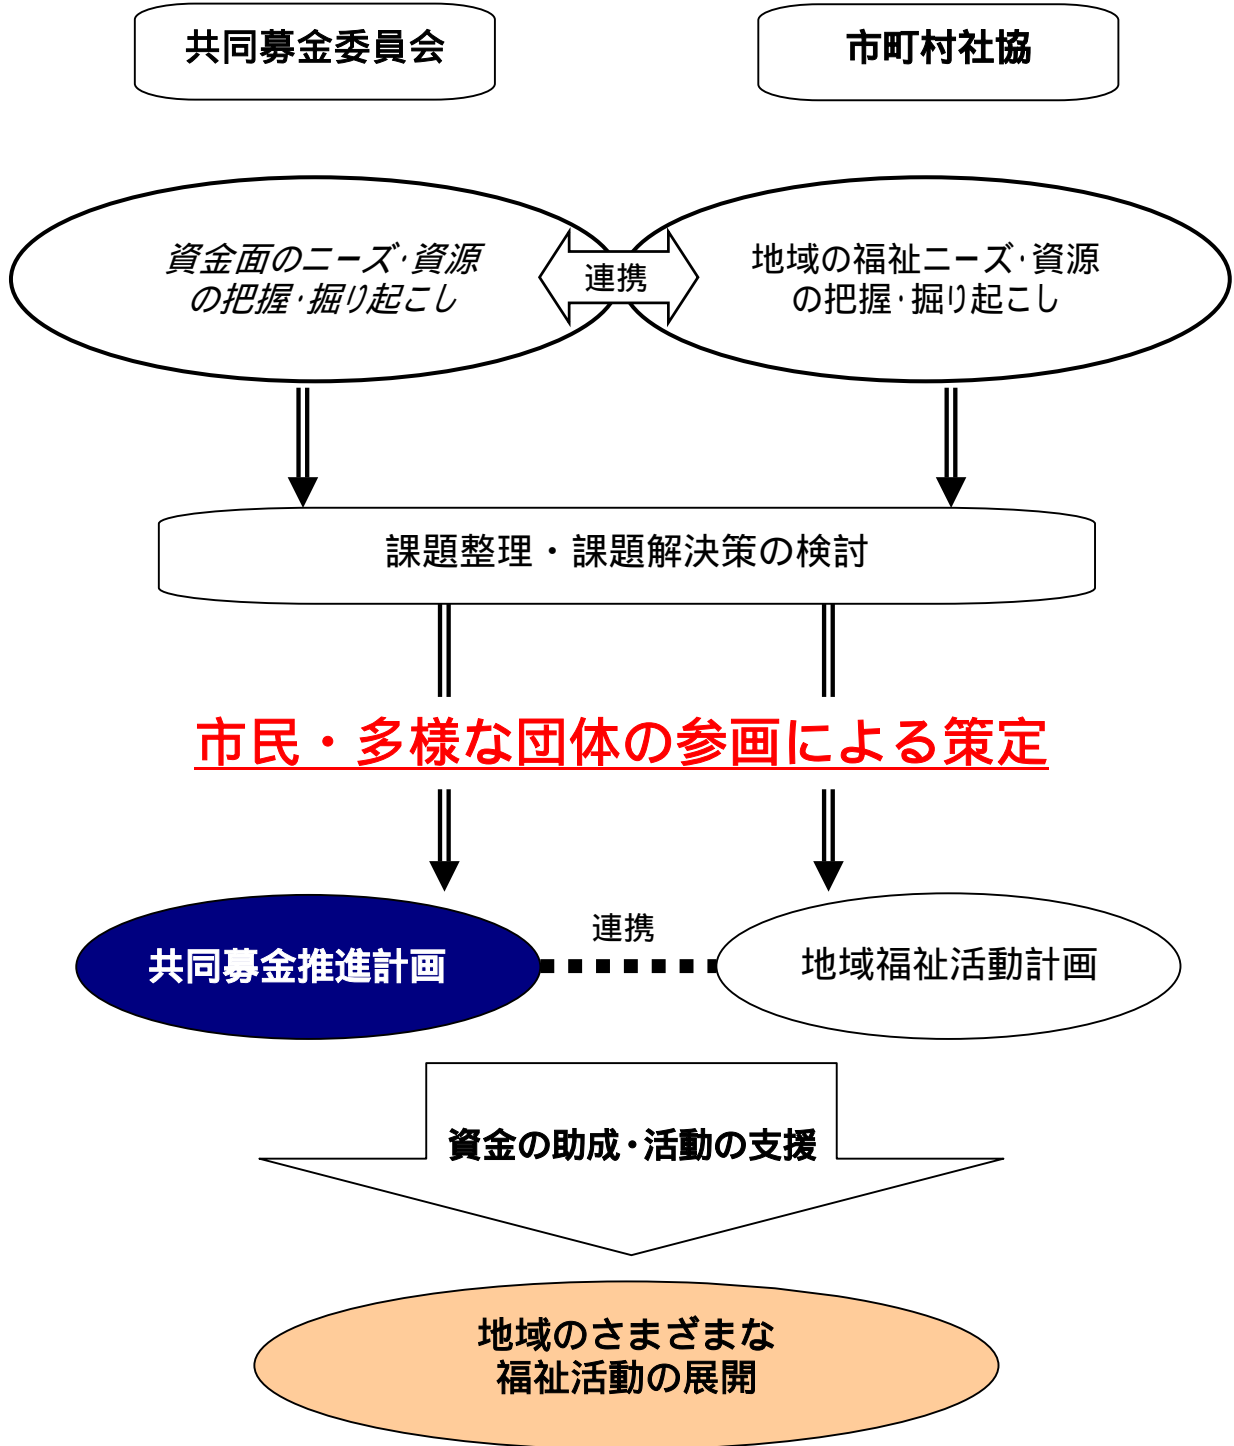 共同募金委員会
市町村社協
資金面のニーズ・資源
の把握・掘り起こし
連携
地域の福祉ニーズ・資源
の把握・掘り起こし
課題整理・課題解決策の検討
市民・多様な団体の参画による策定
共同募金推進計画
連携
地域福祉活動計画
資金の助成・活動の支援
地域のさまざまな
福祉活動の展開